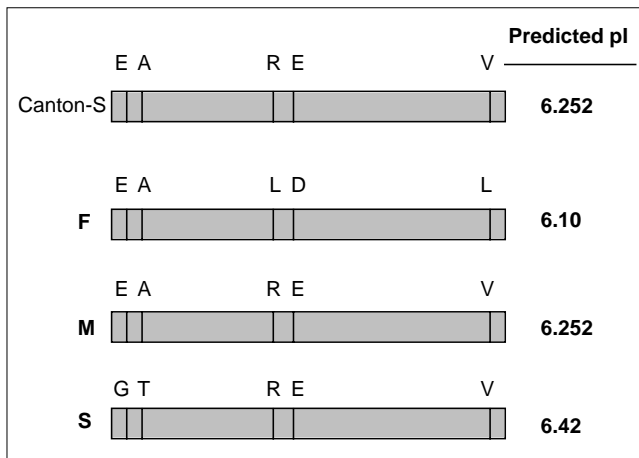 Predicted pI
E A R E V
Canton-S 6.252
E A L D L
F 6.10
E A R E V
M 6.252
G T R E V
S 6.42